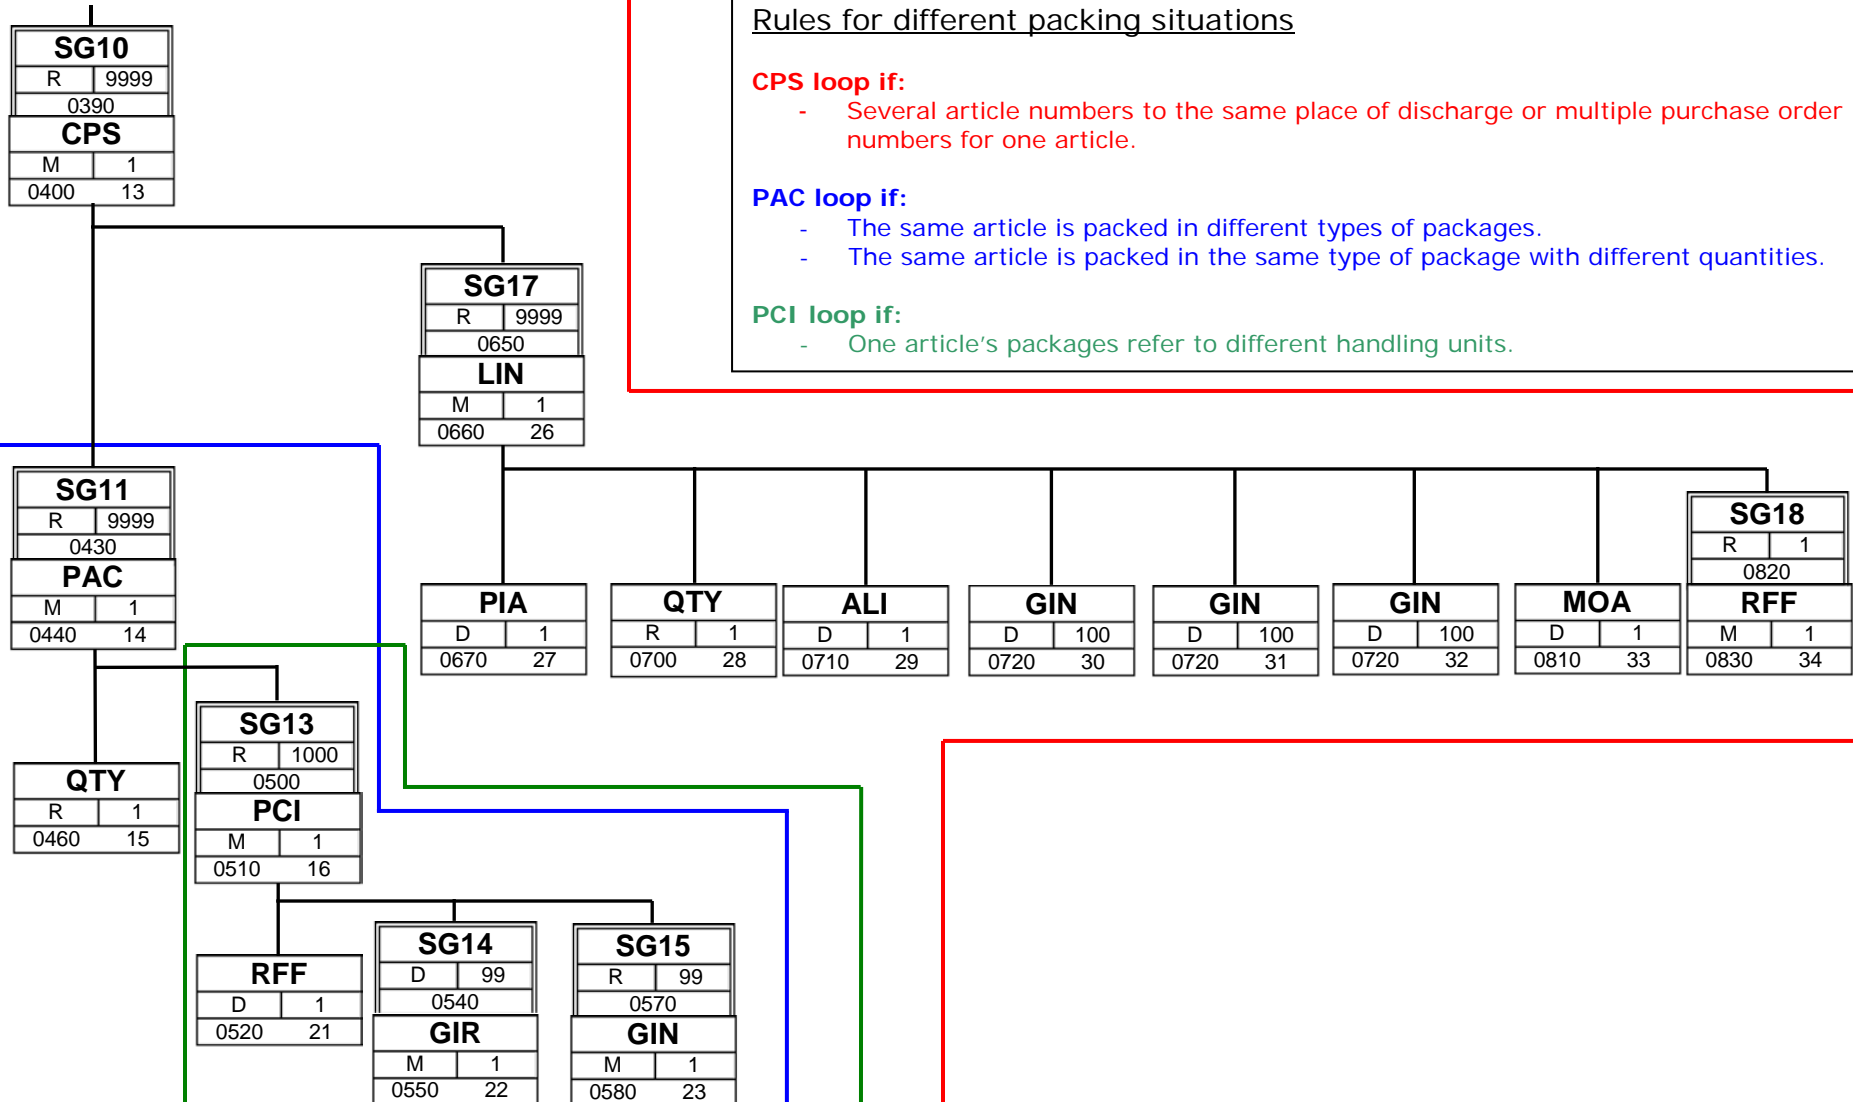 SG10
R 9999
0390
CPS
M 1
0400 13
Rules for different packing situations
CPS loop if:
- Several article numbers to the same place of discharge or multiple purchase order
numbers for one article.
PAC loop if:
- The same article is packed in different types of packages.
- The same article is packed in the same type of package with different quantities.
PCI loop if:
- One article's packages refer to different handling units.
SG17
R 9999
0650
LIN
M 1
0660 26
SG11
R 9999
0430
PAC
M 1
0440 14
PIA
D 1
0670 27
QTY
R 1
0700 28
ALI
D 1
0710 29
GIN
D 100
0720 30
GIN
D 100
0720 31
GIN
D 100
0720 32
MOA
D 1
0810 33
SG18
R 1
0820
RFF
M 1
0830 34
QTY
R 1
0460 15
SG13
R 1000
0500
PCI
M 1
0510 16
RFF
D 1
0520 21
SG14
D 99
0540
GIR
M 1
0550 22
SG15
R 99
0570
GIN
M 1
0580 23